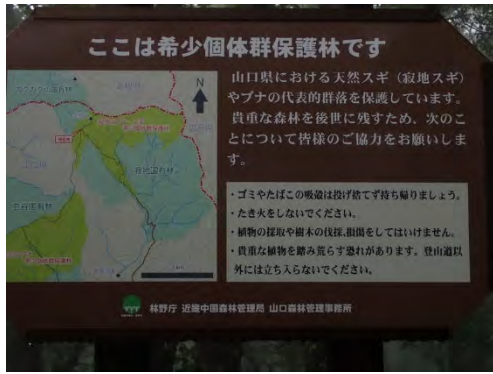 ここは希少個体群保護林です
山口県における天然スギ（寂地スギ）
やブナの代表的群落を保護しています。
貴重な森林を後世に残すため、次のこ
とについて皆様のご協力をお願いしま
す。
N
寂地国有林
・ゴミやたばこの吸殻は投げ捨てず持ち帰りましょう。
・たき火をしないでください。
・植物の採取や樹木の伐採、損傷をしてはいけません。
・貴重な植物を踏み荒らす恐れがあります。登山道以
外には立ち入らないでください。
林野庁 近畿中国森林管理局 山口森林管理事務所